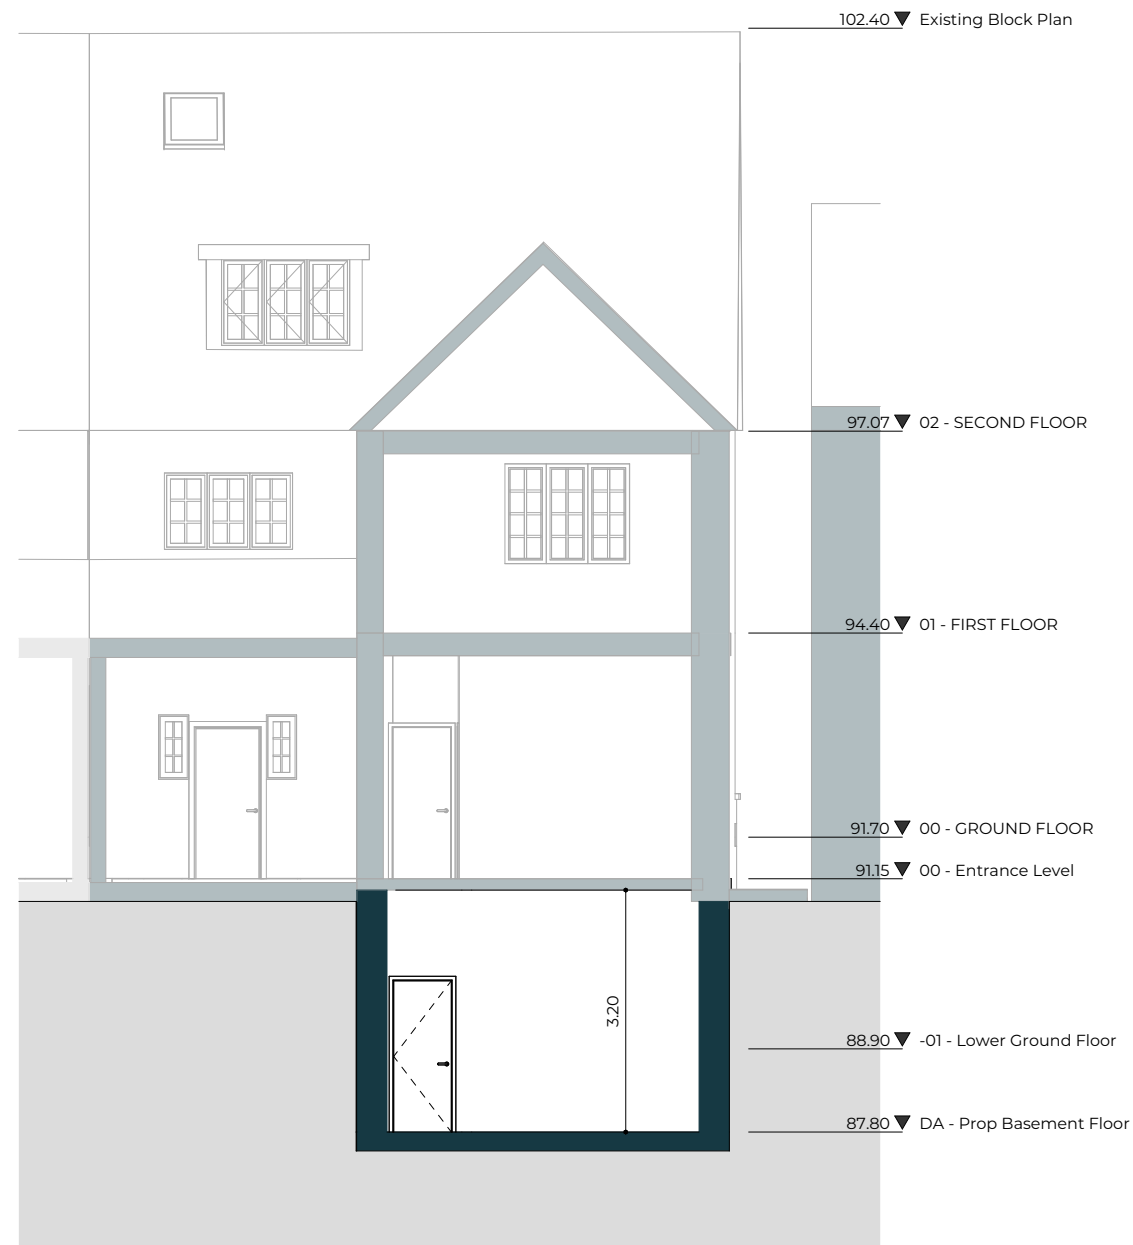 102.40 Existing Block Plan
97.07 02 - SECOND FLOOR
94.40 01 - FIRST FLOOR
91.70 00 - GROUND FLOOR
91.15 00 - Entrance Level
3.20
88.90 -01 - Lower Ground Floor
87.80 DA - Prop Basement Floor